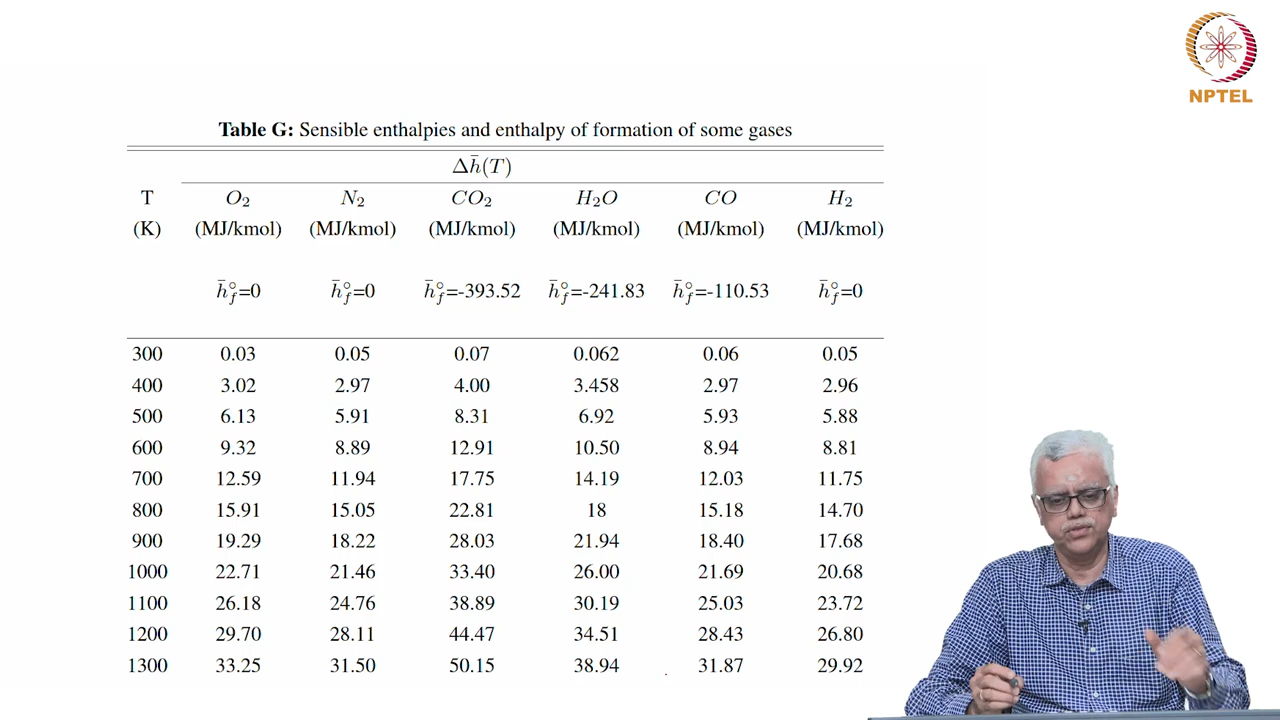 NPTEL
Table G: Sensible enthalpies and enthalpy of formation of some gases
Δh̄(T)
T O₂ N₂ CO₂ H₂O CO H₂
(K) (MJ/kmol) (MJ/kmol) (MJ/kmol) (MJ/kmol) (MJ/kmol) (MJ/kmol)
h̄°f=0 h̄°f=0 h̄°f=-393.52 h̄°f=-241.83 h̄°f=-110.53 h̄°f=0
300 0.03 0.05 0.07 0.062 0.06 0.05
400 3.02 2.97 4.00 3.458 2.97 2.96
500 6.13 5.91 8.31 6.92 5.93 5.88
600 9.32 8.89 12.91 10.50 8.94 8.81
700 12.59 11.94 17.75 14.19 12.03 11.75
800 15.91 15.05 22.81 18 15.18 14.70
900 19.29 18.22 28.03 21.94 18.40 17.68
1000 22.71 21.46 33.40 26.00 21.69 20.68
1100 26.18 24.76 38.89 30.19 25.03 23.72
1200 29.70 28.11 44.47 34.51 28.43 26.80
1300 33.25 31.50 50.15 38.94 31.87 29.92